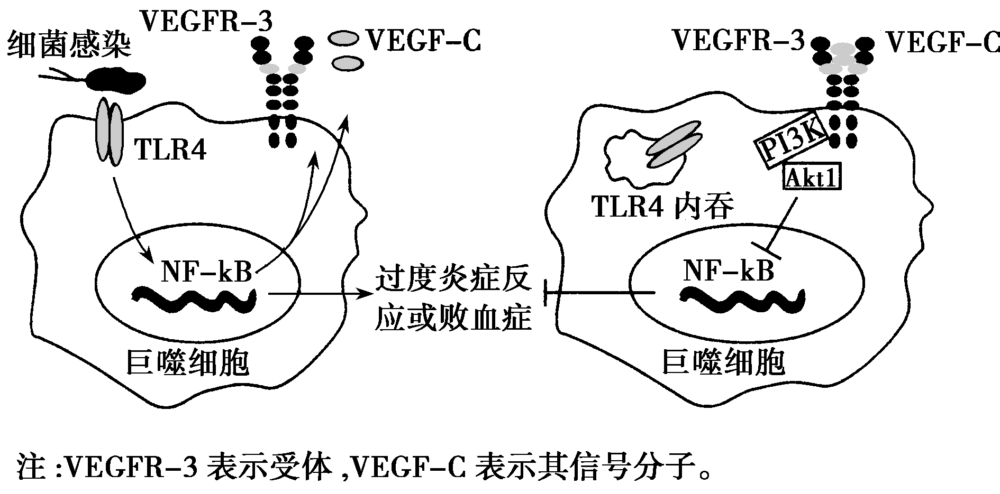 VEGFR-3
细菌感染
VEGF-C
TLR4
NF-kB
巨噬细胞
过度炎症反
应或败血症
VEGFR-3
VEGF-C
PI3K
Akt1
TLR4 内吞
NF-kB
巨噬细胞
注:VEGFR-3 表示受体,VEGF-C 表示其信号分子。